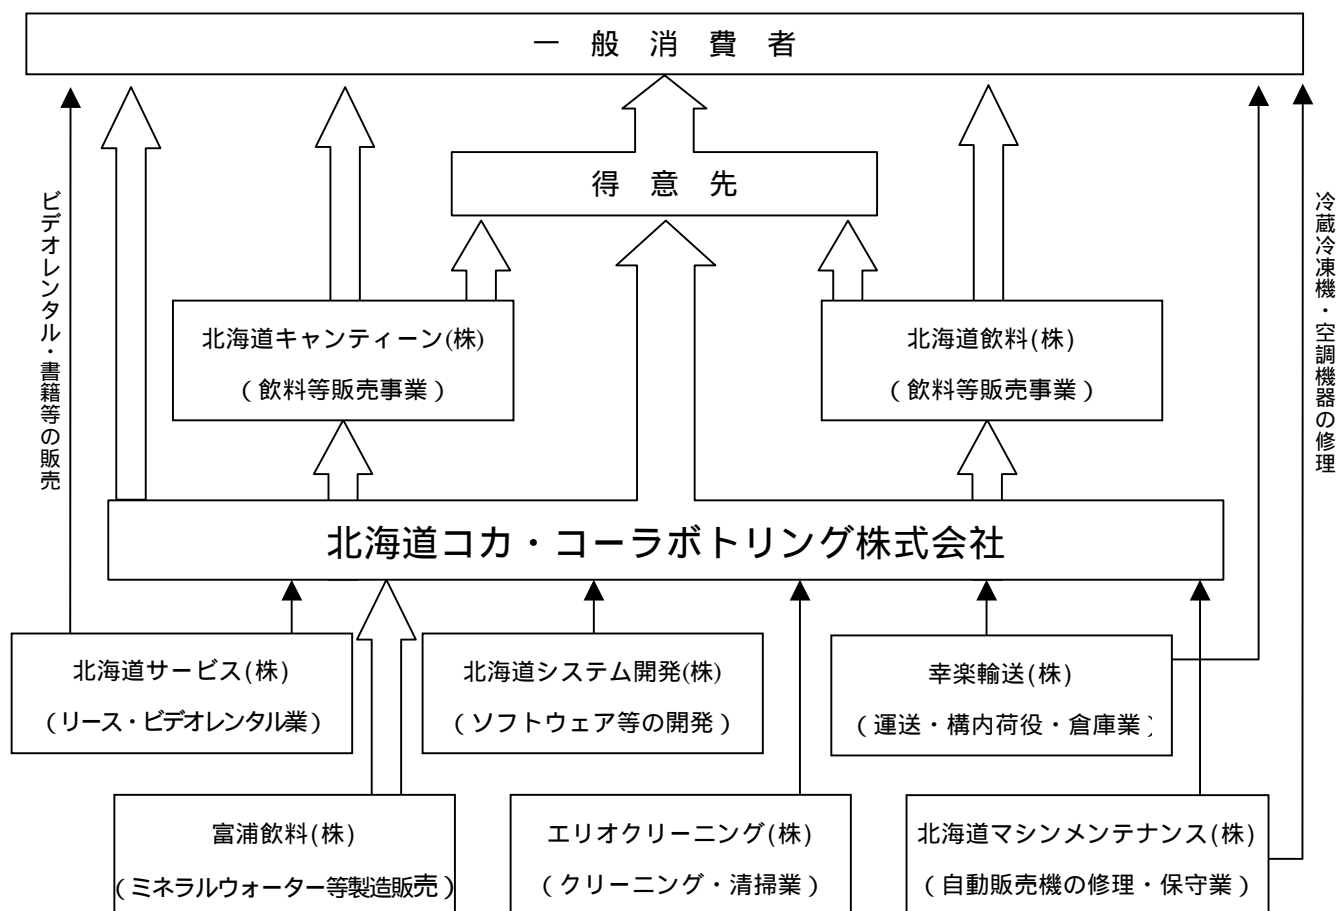 一般消費者
得意先
ビデオレンタル・書籍等の販売
冷蔵冷凍機・空調機器の修理
北海道キャンティーン(株)
(飲料等販売事業)
北海道飲料(株)
(飲料等販売事業)
北海道コカ・コーラボトリング株式会社
北海道サービス(株)
(リース・ビデオレンタル業)
北海道システム開発(株)
(ソフトウェア等の開発)
幸楽輸送(株)
(運送・構内荷役・倉庫業)
富浦飲料(株)
(ミネラルウォーター等製造販売)
エリオクリーニング(株)
(クリーニング・清掃業)
北海道マシンメンテナンス(株)
(自動販売機の修理・保守業)